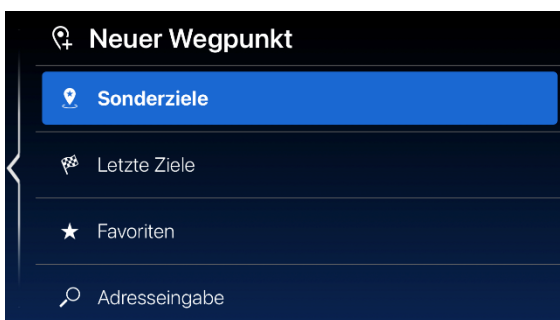 Neuer Wegpunkt
Sonderziele
Letzte Ziele
Favoriten
Adresseingabe